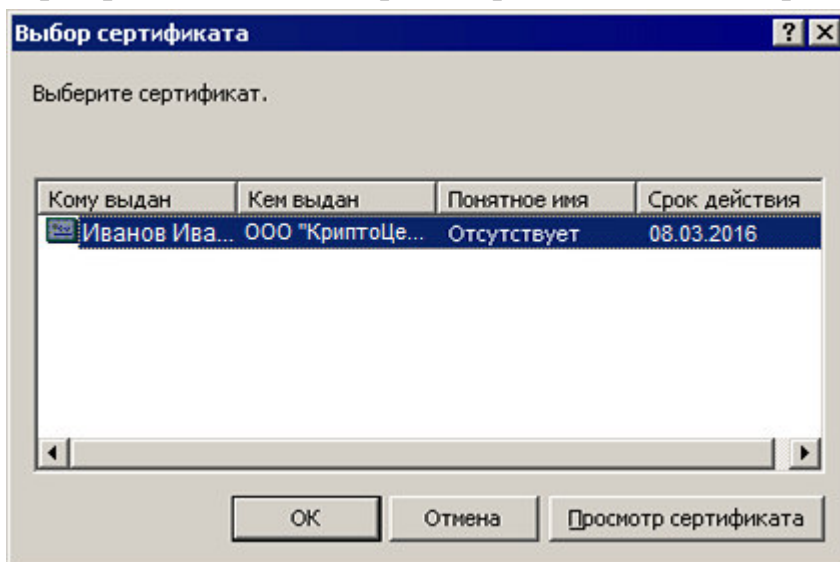 Выбор сертификата
Выберите сертификат.
Кому выдан Кем выдан Понятное имя Срок действия
Иванов Ива... ООО "КриптоЦе... Отсутствует 08.03.2016
ОК Отмена Просмотр сертификата